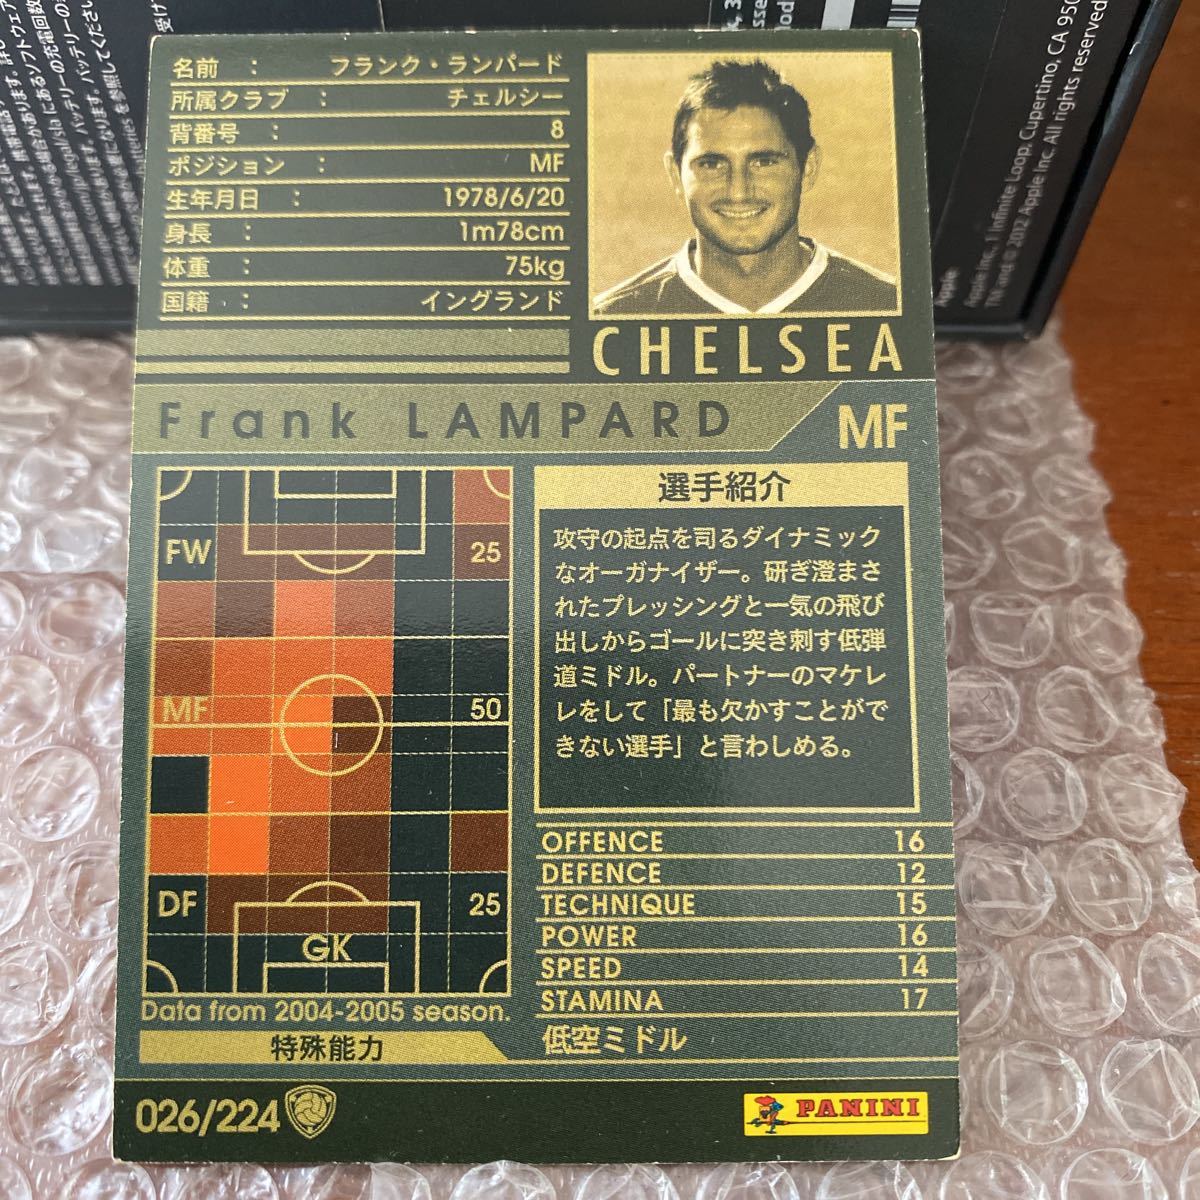 名前 : フランク・ランパード
所属クラブ : チェルシー
背番号 : 8
ポジション : MF
生年月日 : 1978/6/20
身長 : 1m78cm
体重 : 75kg
国籍 : イングランド
CHELSEA
Frank LAMPARD MF
FW 25
MF 50
DF 25
GK
Data from 2004-2005 season.
選手紹介
攻守の起点を司るダイナミック
なオーガナイザー。研ぎ澄まさ
れたプレッシングと一気の飛び
出しからゴールに突き刺す低弾
道ミドル。パートナーのマケレ
レをして「最も欠かすことがで
きない選手」と言わしめる。
OFFENCE 16
DEFENCE 12
TECHNIQUE 15
POWER 16
SPEED 14
STAMINA 17
特殊能力 低空ミドル
026/224
PANINI
Apple
Apple Inc. 1 Infinite Loop, Cupertino, CA 950
TM and © 2012 Apple Inc. All rights reserved